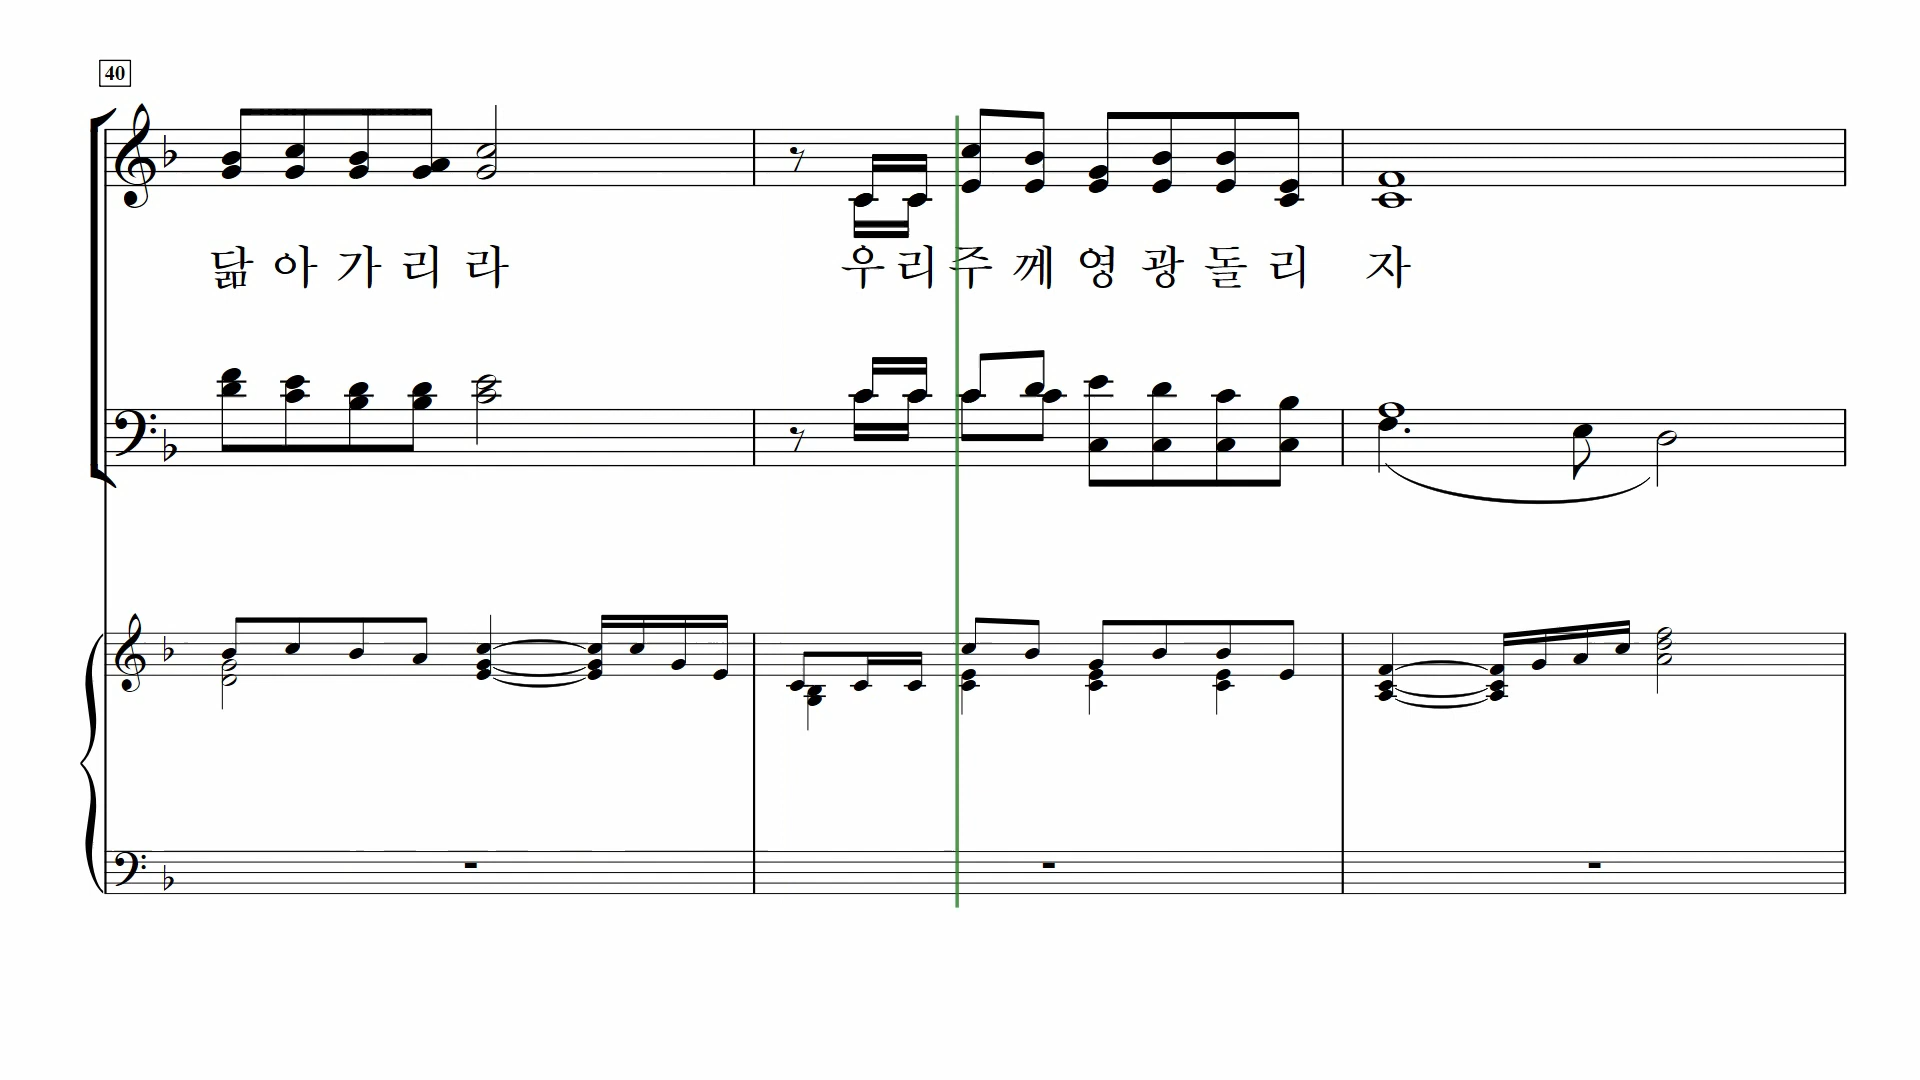 40
닮 아 가 리 라 우 리 주 께 영 광 돌 리 자